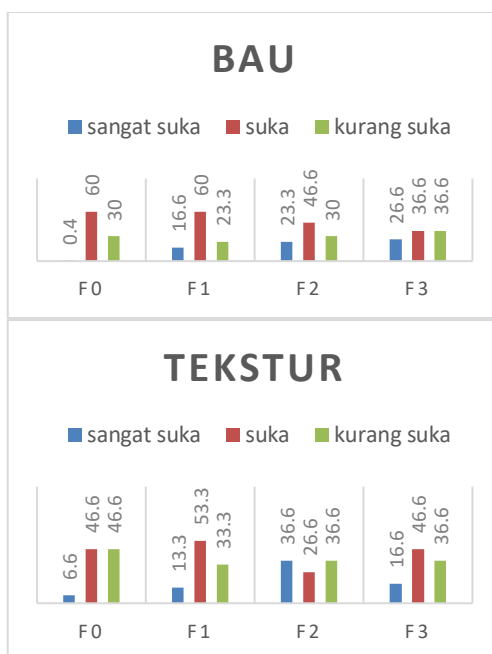 BAU
sangat suka suka kurang suka
0.4 60 30 16.6 60 23.3 23.3 46.6 30 26.6 36.6 36.6
F0 F1 F2 F3
TEKSTUR
sangat suka suka kurang suka
6.6 46.6 46.6 13.3 53.3 33.3 36.6 26.6 36.6 16.6 46.6 36.6
F0 F1 F2 F3